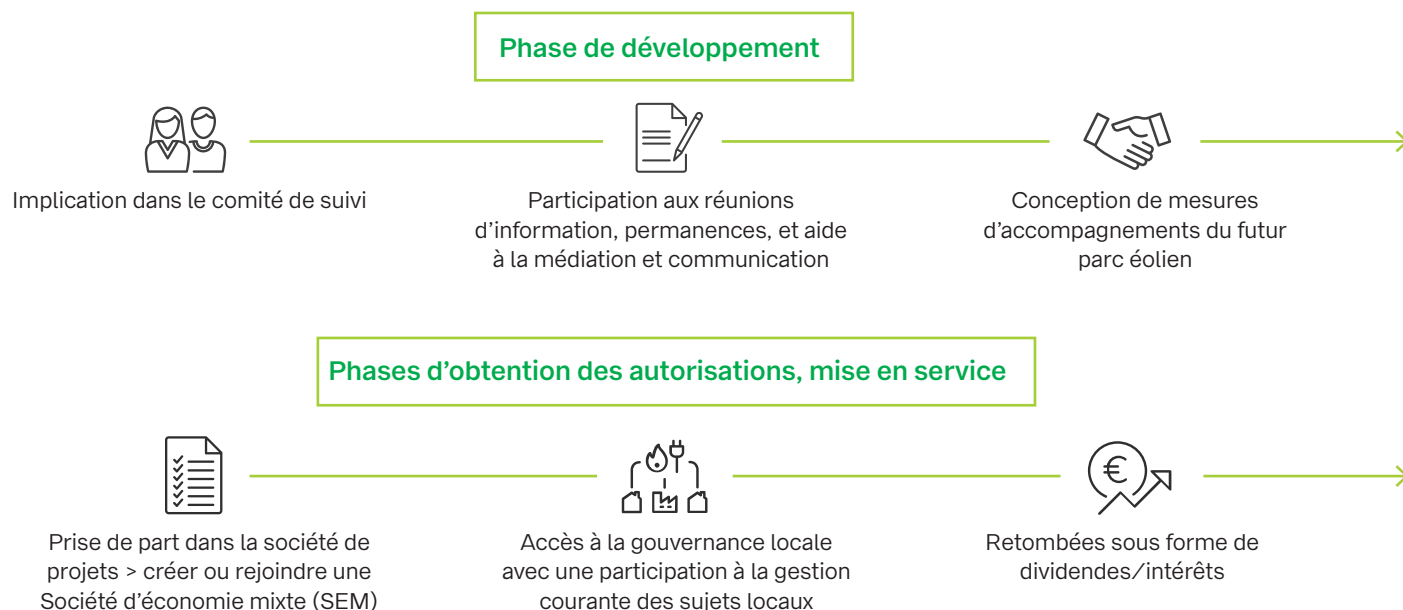 Phase de développement
Implication dans le comité de suivi
Participation aux réunions
d'information, permanences, et aide
à la médiation et communication
Conception de mesures
d'accompagnements du futur
parc éolien
Phases d'obtention des autorisations, mise en service
Prise de part dans la société de
projets > créer ou rejoindre une
Société d'économie mixte (SEM)
Accès à la gouvernance locale
avec une participation à la gestion
courante des sujets locaux
€
Retombées sous forme de
dividendes/intérêts